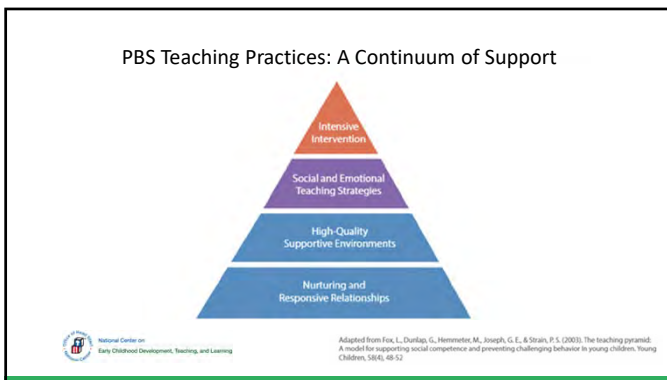 PBS Teaching Practices: A Continuum of Support
Intensive
Intervention
Social and Emotional
Teaching Strategies
High-Quality
Supportive Environments
Nurturing and
Responsive Relationships
National Center on
Early Childhood Development, Teaching, and Learning
Adapted from Fox, L., Dunlap, G., Hemmeter, M., Joseph, G. E., & Strain, P. S. (2003). The teaching pyramid:
A model for supporting social competence and preventing challenging behavior in young children. Young
Children, 58(4), 48-52